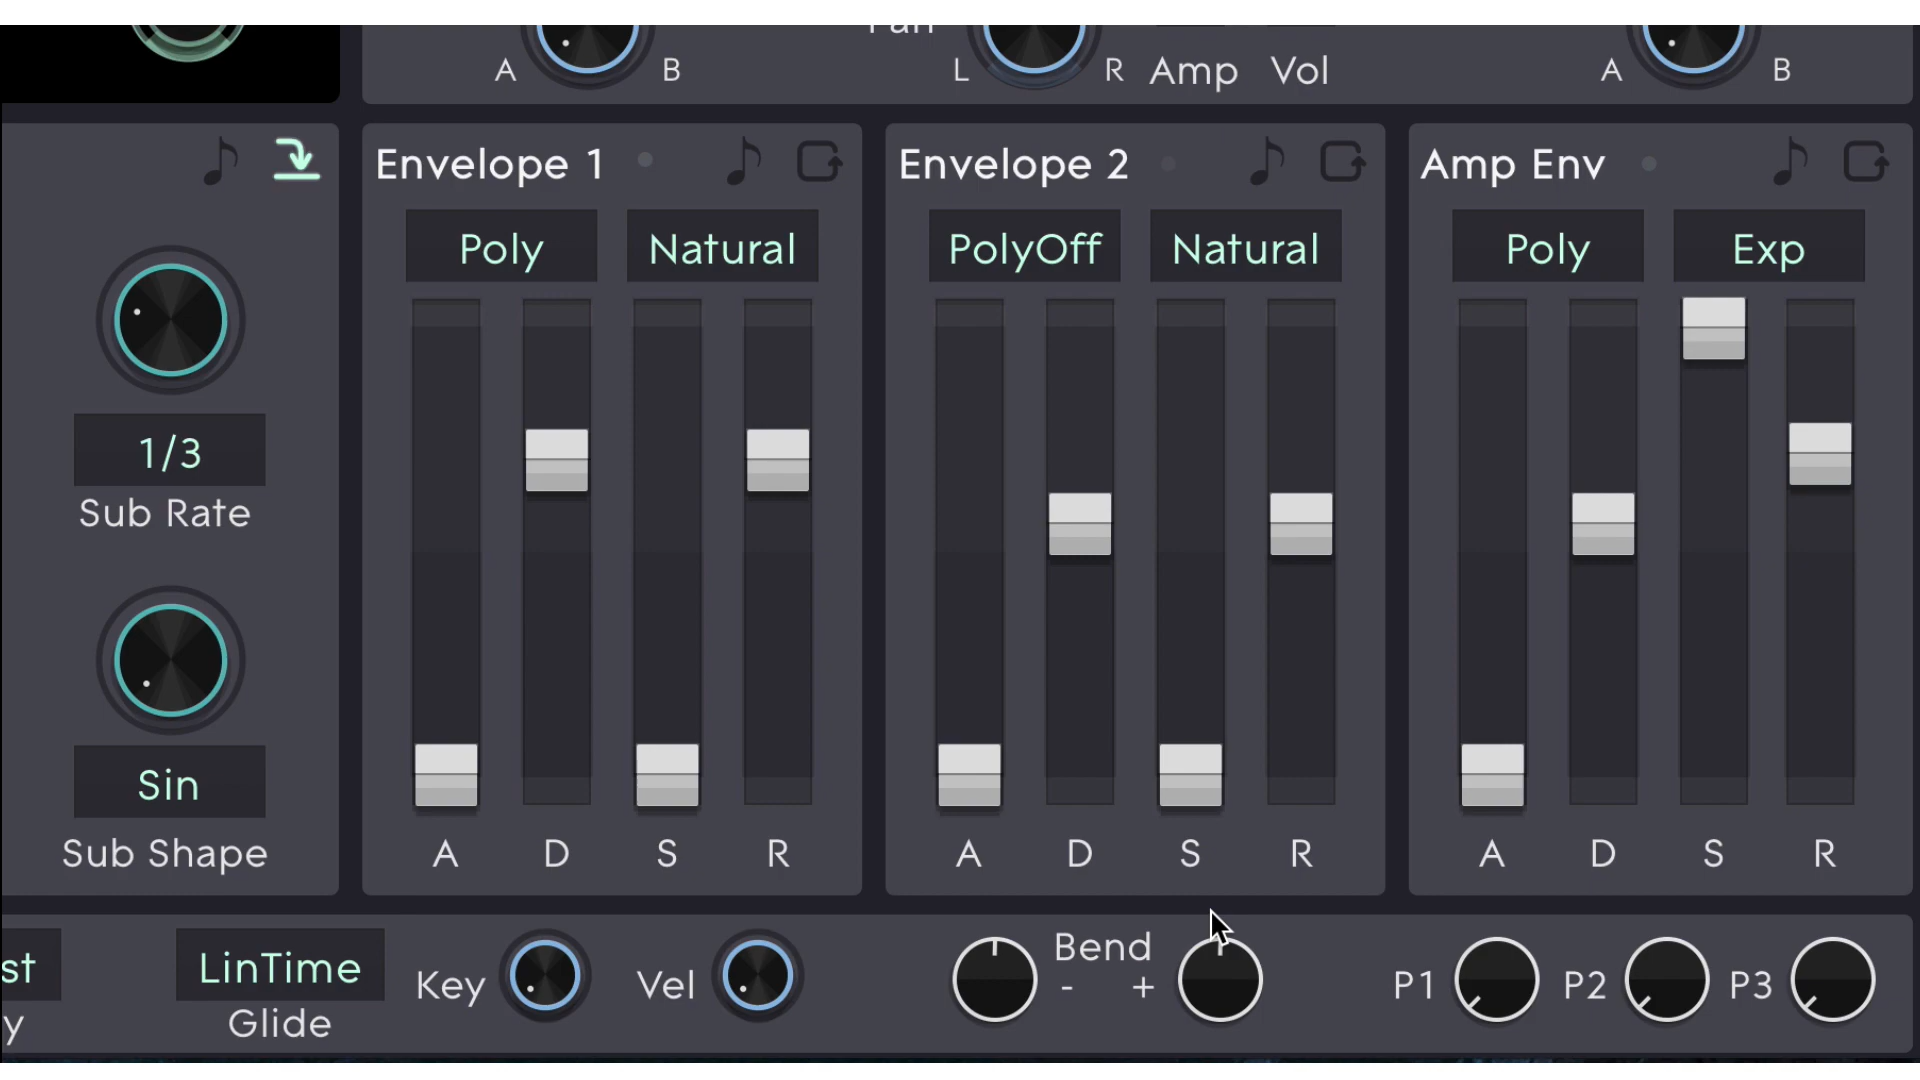 Pan
A B L R Amp Vol A B
Envelope 1 Envelope 2 Amp Env
Poly Natural PolyOff Natural Poly Exp
1/3
Sub Rate
Sin
Sub Shape
A D S R A D S R A D S R
st LinTime Key Vel Bend - + P1 P2 P3
y Glide